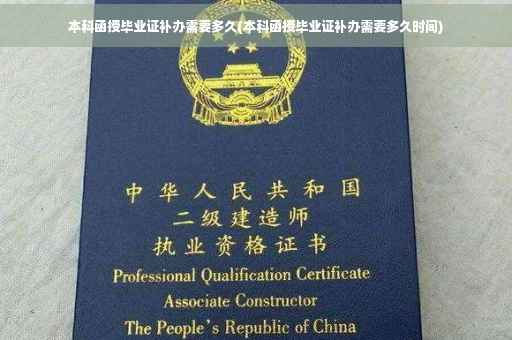 本科函授毕业证补办需要多久(本科函授毕业证补办需要多久时间)
中华人民共和国
二级建造师
执业资格证书
Professional Qualification Certificate
Associate Constructor
The People's Republic of China